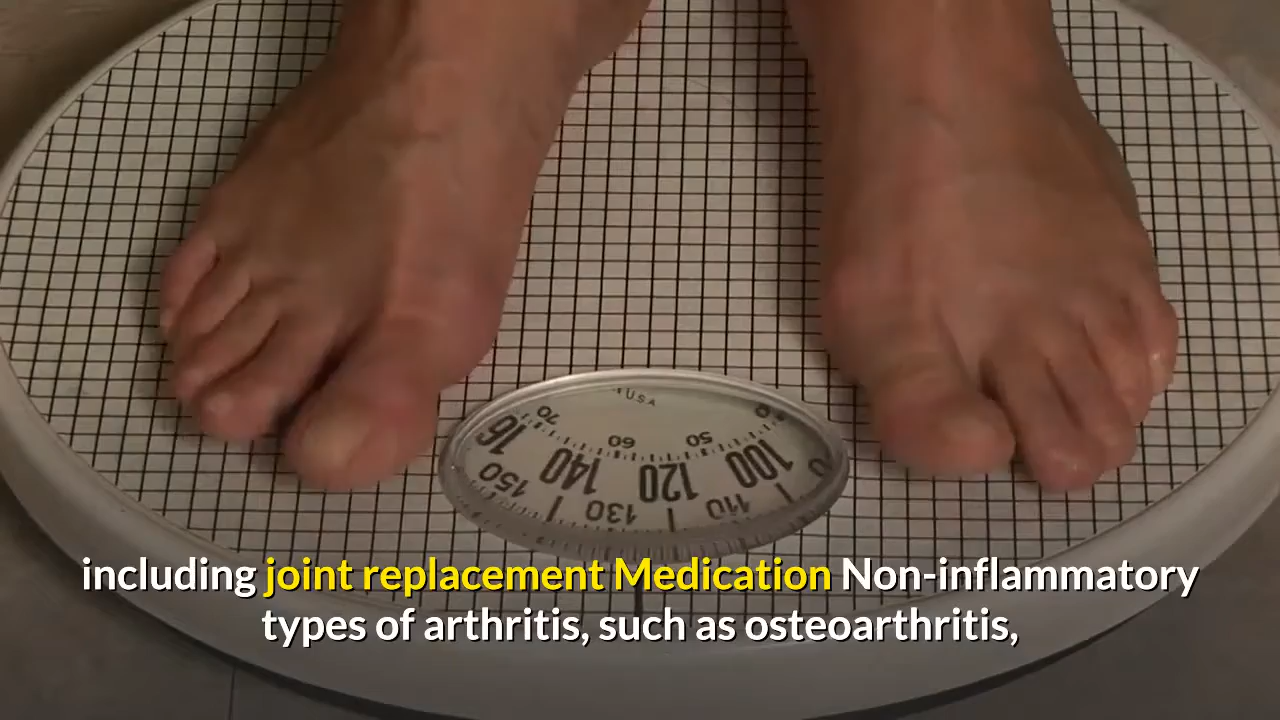 USA
70 60 50
16 140 120 100
150 130 110
including joint replacement Medication Non-inflammatory
types of arthritis, such as osteoarthritis,